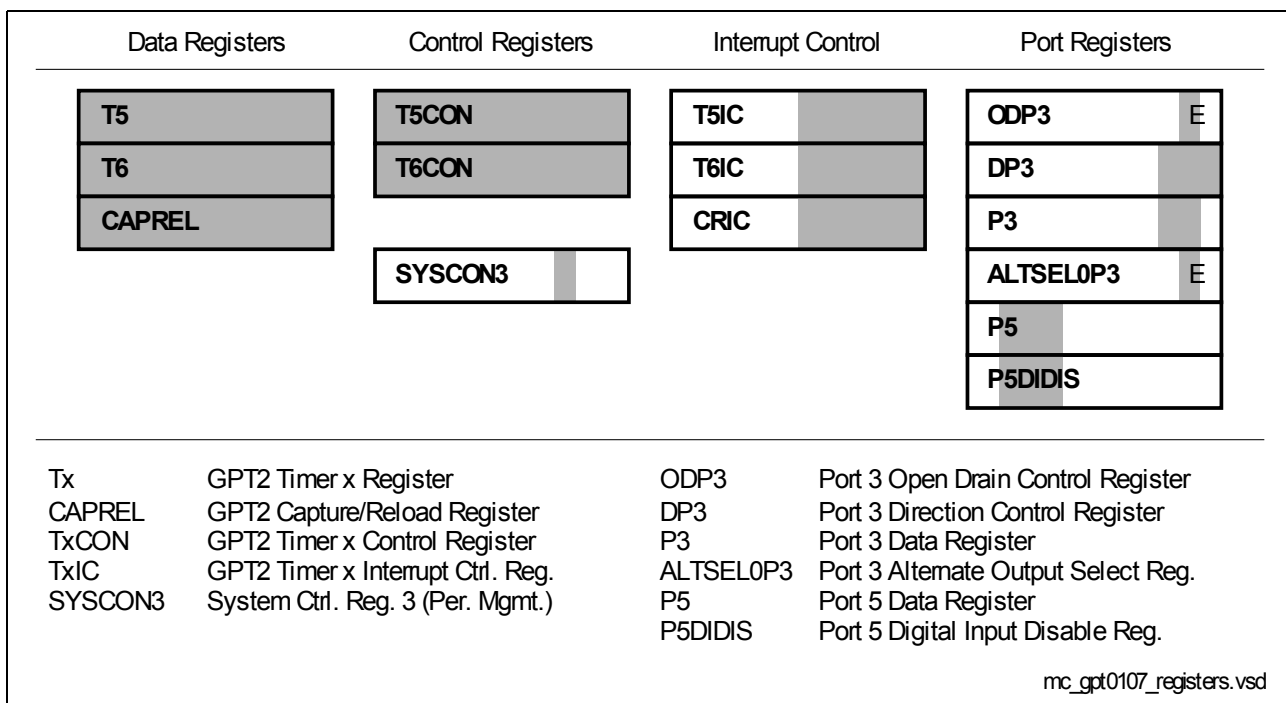 Data Registers Control Registers Interrupt Control Port Registers
T5 T5CON T5IC ODP3 E
T6 T6CON T6IC DP3
CAPREL CRIC P3
SYSCON3 ALTSEL0P3 E
P5
P5DIDIS
Tx GPT2 Timer x Register ODP3 Port 3 Open Drain Control Register
CAPREL GPT2 Capture/Reload Register DP3 Port 3 Direction Control Register
TxCON GPT2 Timer x Control Register P3 Port 3 Data Register
TxIC GPT2 Timer x Interrupt Ctrl. Reg. ALTSEL0P3 Port 3 Alternate Output Select Reg.
SYSCON3 System Ctrl. Reg. 3 (Per. Mgmt.) P5 Port 5 Data Register
P5DIDIS Port 5 Digital Input Disable Reg.
mc_gpt0107_registers.vsd